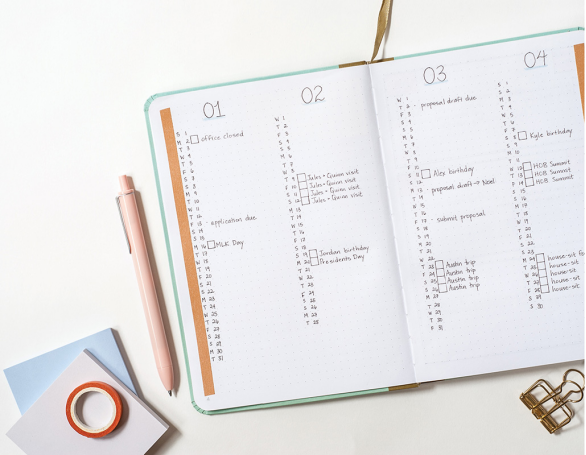 01
S 1
M 2 office closed
T 3
W 4
T 5
F 6
S 7
S 8
M 9
T 10
W 11
T 12
F 13 - application due
S 14
S 15
M 16 MLK Day
T 17
W 18
T 19
F 20
S 21
S 22
M 23
T 24
W 25
T 26
F 27
S 28
S 29
M 30
T 31
02
W 1
T 2
F 3
S 4
S 5
M 6
T 7
W 8
T 9 Jules + Quinn visit
F 10 Jules + Quinn visit
S 11 Jules + Quinn visit
S 12 Jules + Quinn visit
M 13
T 14
W 15
T 16
F 17
S 18
S 19 Jordan birthday
M 20 Presidents Day
T 21
W 22
T 23
F 24
S 25
S 26
M 27
T 28
03
W 1
T 2 - proposal draft due
F 3
S 4
S 5
M 6
T 7
W 8
T 9
F 10
S 11 Alex birthday
S 12
M 13 - proposal draft → Noel
T 14
W 15
T 16
F 17 - submit proposal
S 18
S 19
M 20
T 21
W 22
T 23 Austin trip
F 24 Austin trip
S 25 Austin trip
S 26 Austin trip
M 27
T 28
W 29
T 30
F 31
04
S 1
S 2
M 3
T 4
W 5
T 6
F 7
S 8 Kyle birthday
S 9
M 10
T 11
W 12 HCB Summit
T 13 HCB Summit
F 14 HCB Summit
S 15
S 16
M 17
T 18
W 19
T 20
F 21
S 22
S 23
M 24 house-sit
T 25 house-sit
W 26 house-sit
T 27 house-sit
F 28 house-sit
S 29
S 30